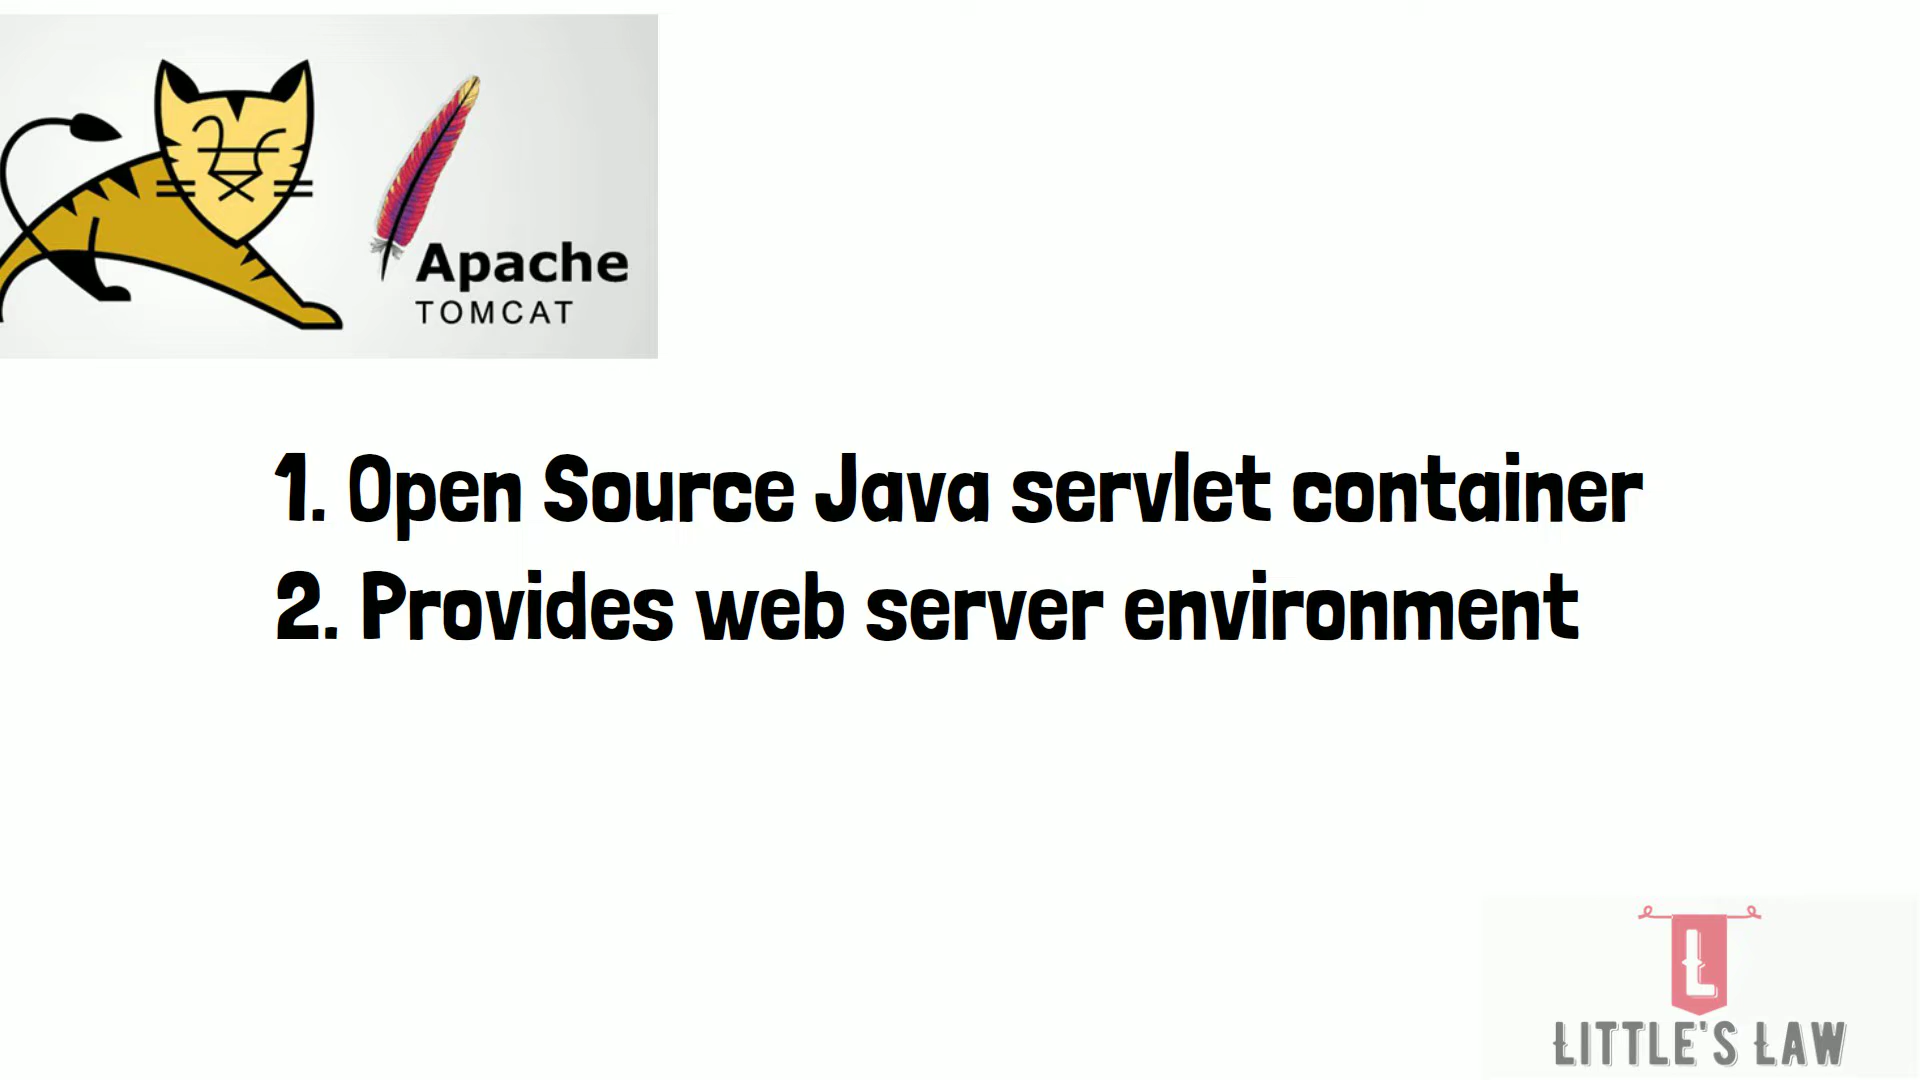 Apache
TOMCAT
1. Open Source Java servlet container
2. Provides web server environment
L
LITTLE'S LAW